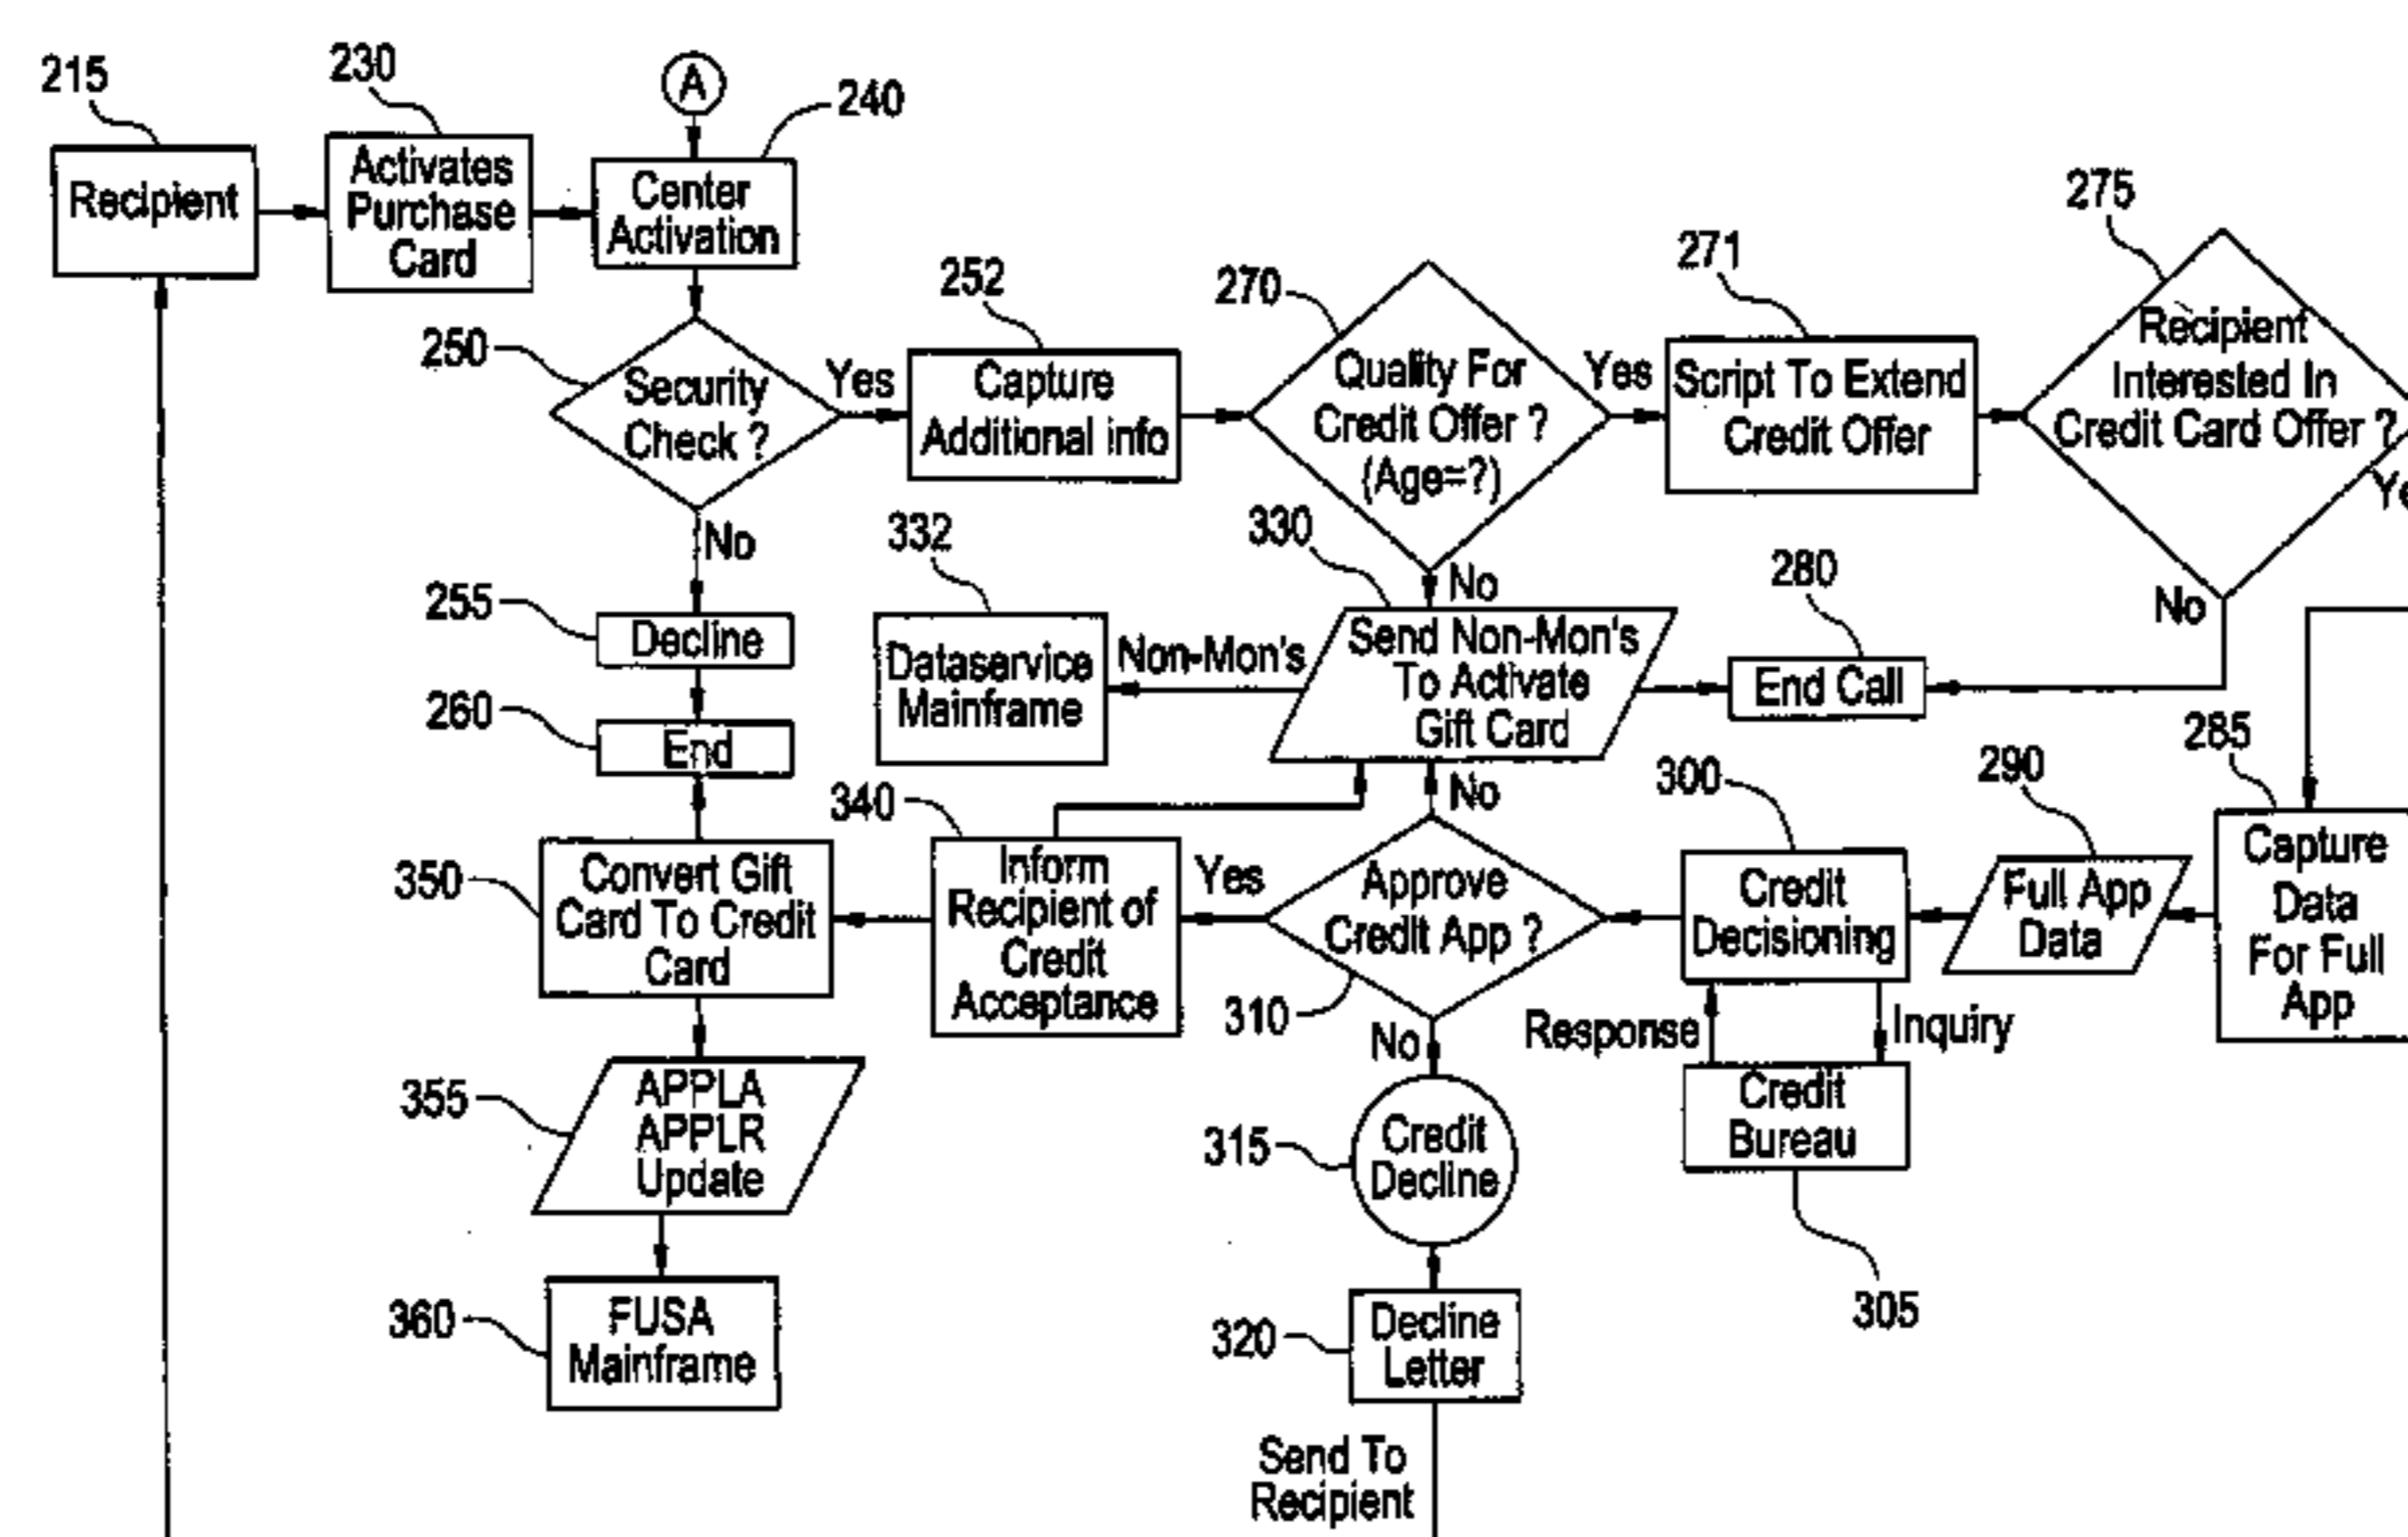 215
230
A
240
Recipient
Activates
Purchase
Card
Center
Activation
275
271
252
270
250
Security
Check ?
Yes
Capture
Additional info
Quality For
Credit Offer ?
(Age=?)
Yes
Script To Extend
Credit Offer
Recipient
Interested In
Credit Card Offer ?
No
332
330
No
280
No
255
Decline
Dataservice
Mainframe
Non-Mon's
Send Non-Mon's
To Activate
Gift Card
End Call
260
End
340
No
300
290
285
350
Convert Gift
Card To Credit
Card
Inform
Recipient of
Credit
Acceptance
Yes
Approve
Credit App ?
310
Credit
Decisioning
Full App
Data
Capture
Data
For Full
App
No
Response
Inquiry
355
APPLA
APPLR
Update
315
Credit
Decline
Credit
Bureau
305
360
FUSA
Mainframe
320
Decline
Letter
Send To
Recipient